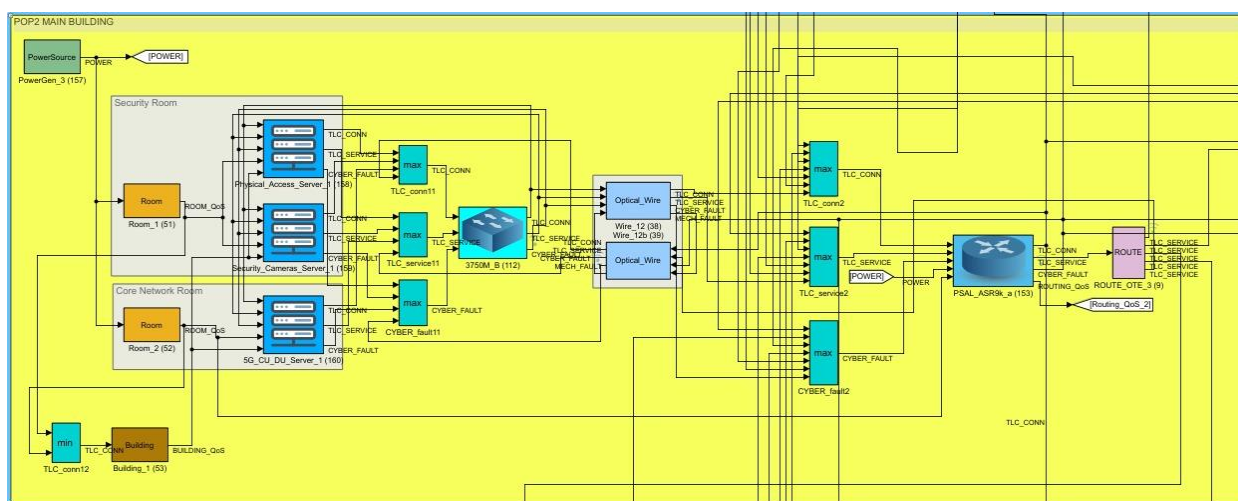 POP2 MAIN BUILDING
PowerSource
POWER
PowerGen_3 (157)
[POWER]
Security Room
TLC_CONN
TLC_SERVICE
CYBER_FAULT
Physical_Access_Server_1 (158)
max
TLC_CONN
TLC_conn11
Room
ROOM_QoS
Room_1 (51)
TLC_CONN
TLC_SERVICE
CYBER_FAULT
Security_Cameras_Server_1 (159)
max
TLC_SERVICE
TLC_service11
TLC_CONN
TLC_SERVICE
CYBER_FAULT
3750M_B (112)
Core Network Room
Room
ROOM_QoS
Room_2 (52)
TLC_CONN
TLC_SERVICE
CYBER_FAULT
5G_CU_DU_Server_1 (160)
max
CYBER_FAULT
CYBER_fault11
min
TLC_CONN
TLC_conn12
Building
BUILDING_QoS
Building_1 (53)
Optical_Wire
TLC_CONN
TLC_SERVICE
CYBER_FAULT
MECH_FAULT
Wire_12 (38)
Wire_12b (39)
Optical_Wire
TLC_CONN
TLC_SERVICE
CYBER_FAULT
MECH_FAULT
max
TLC_CONN
TLC_conn2
max
TLC_SERVICE
TLC_service2
[POWER]
POWER
max
CYBER_FAULT
CYBER_fault2
TLC_CONN
TLC_SERVICE
CYBER_FAULT
ROUTING_QoS
PSAL_ASR9k_a (153)
[Routing_QoS_2]
ROUTE
TLC_SERVICE
TLC_SERVICE
TLC_SERVICE
TLC_SERVICE
ROUTE_OTE_3 (9)
TLC_CONN